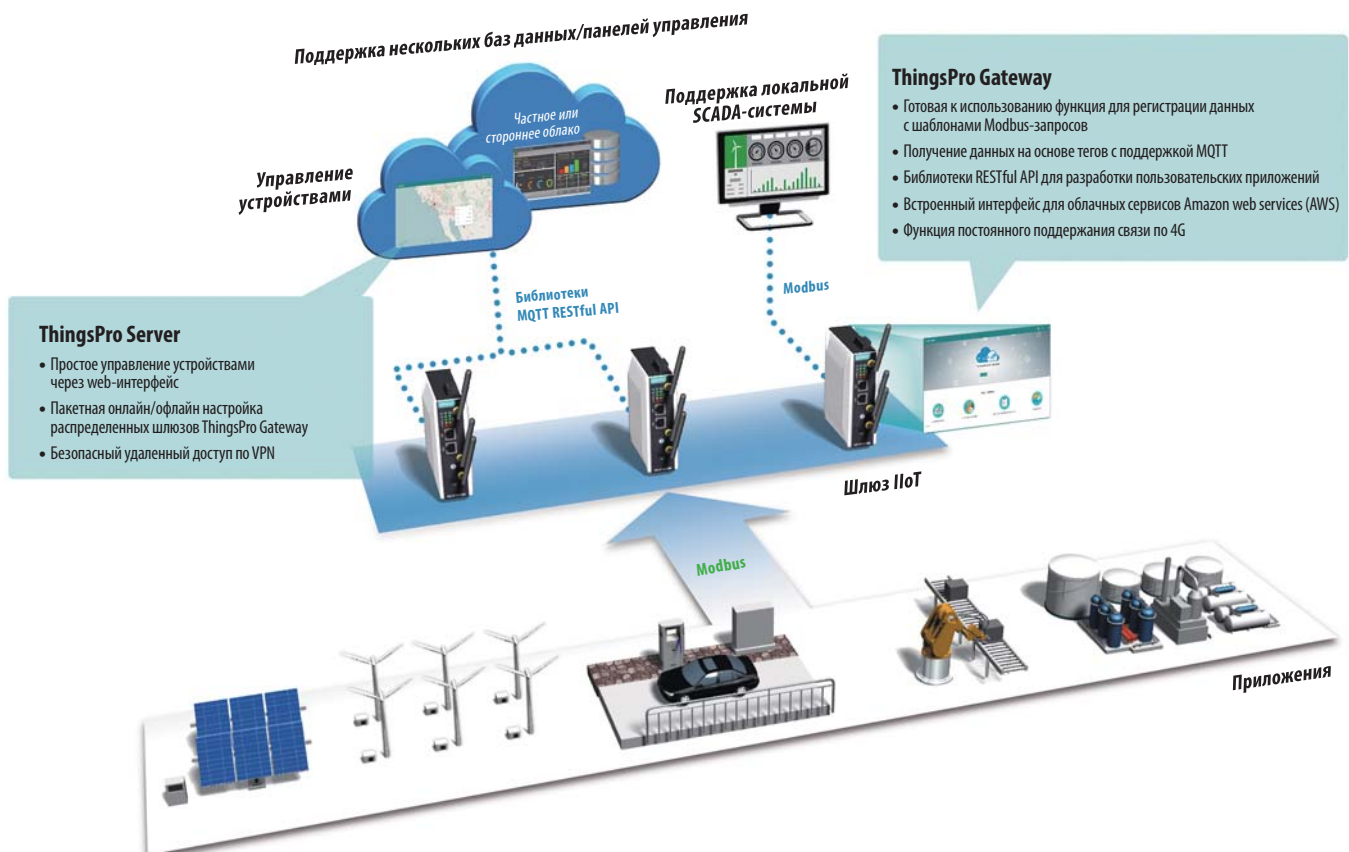 Поддержка нескольких баз данных/панелей управления
Частное или
стороннее облако
Управление
устройствами
Поддержка локальной
SCADA-системы
ThingsPro Gateway
• Готовая к использованию функция для регистрации данных
с шаблонами Modbus-запросов
• Получение данных на основе тегов с поддержкой MQTT
• Библиотеки RESTful API для разработки пользовательских приложений
• Встроенный интерфейс для облачных сервисов Amazon web services (AWS)
• Функция постоянного поддержания связи по 4G
ThingsPro Server
• Простое управление устройствами
через web-интерфейс
• Пакетная онлайн/офлайн настройка
распределенных шлюзов ThingsPro Gateway
• Безопасный удаленный доступ по VPN
Библиотеки
MQTT RESTful API
Modbus
Шлюз IIoT
Modbus
Приложения